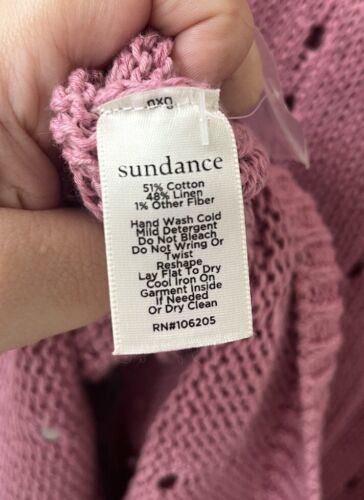 sundance
51% Cotton
48% Linen
1% Other Fiber
Hand Wash Cold
Mild Detergent
Do Not Bleach
Do Not Wring Or
Twist
Reshape
Lay Flat To Dry
Cool Iron On
Garment Inside
If Needed
Or Dry Clean
RN#106205